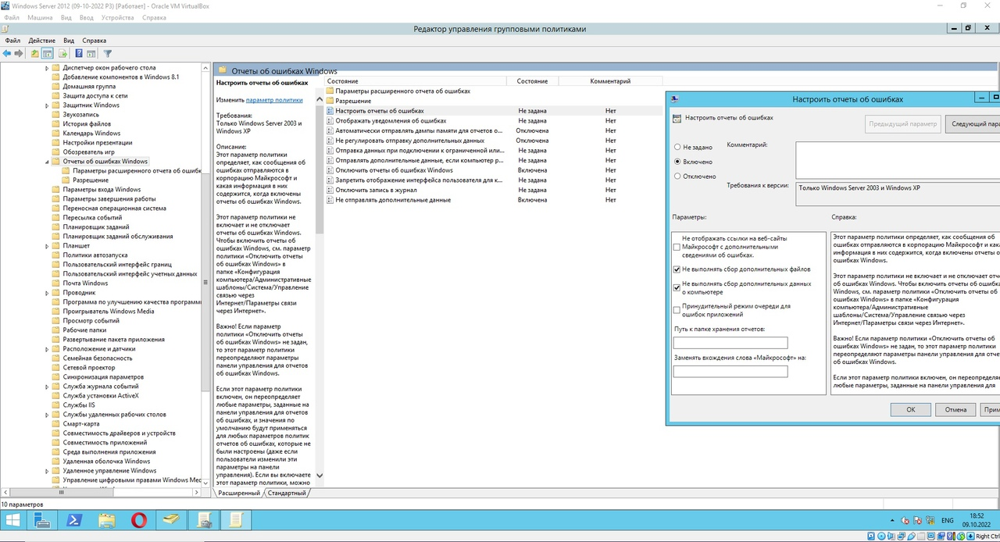 Windows Server 2012 (09-10-2022 P3) [Работает] - Oracle VM VirtualBox
Файл Машина Вид Ввод Устройства Справка
Редактор управления групповыми политиками
Файл Действие Вид Справка
Диспетчер окон рабочего стола
Добавление компонентов в Windows 8.1
Домашняя группа
Защита доступа к сети
Защитник Windows
Звукозапись
История файлов
Календарь Windows
Настройки презентации
Обозреватель игр
Отчеты об ошибках Windows
Параметры расширенного отчета об ошибк
Разрешение
Параметры входа Windows
Параметры завершения работы
Переносная операционная система
Пересылка событий
Планировщик заданий
Планировщик заданий обслуживания
Планшет
Политики автозапуска
Пользовательский интерфейс границ
Пользовательский интерфейс учетных данных
Почта Windows
Проводник
Программа по улучшению качества программн
Проигрыватель Windows Media
Просмотр событий
Рабочие папки
Развертывание пакета приложения
Расположение и датчики
Семейная безопасность
Сетевой проектор
Синхронизация параметров
Служба журнала событий
Служба установки ActiveX
Службы IIS
Службы удаленных рабочих столов
Смарт-карта
Совместимость драйверов и устройств
Совместимость приложений
Среда выполнения приложения
Удаленная оболочка Windows
Удаленное управление Windows
Управление цифровыми правами Windows Med
Отчеты об ошибках Windows
Настроить отчеты об ошибках
Изменить параметр политики
Требования:
Только Windows Server 2003 и
Windows XP
Описание:
Этот параметр политики
определяет, как сообщения об
ошибках отправляются в
корпорацию Майкрософт и
какая информация в них
содержится, когда включены
отчеты об ошибках Windows.
Этот параметр политики не
включает и не отключает
отчеты об ошибках Windows.
Чтобы включить отчеты об
ошибках Windows, см. параметр
политики «Отключить отчеты
об ошибках Windows» в
папке «Конфигурация
компьютера/Административные
шаблоны/Система/Управление
связью через
Интернет/Параметры связи
через Интернет».
Важно! Если параметр
политики «Отключить отчеты
об ошибках Windows» не задан,
то этот параметр политики
переопределяют параметры
панели управления для отчетов
об ошибках Windows.
Если этот параметр политики
включен, он переопределяет
любые параметры, заданные на
панели управления для отчетов
об ошибках, и значения по
умолчанию будут применяться
для любых параметров политик
отчетов об ошибках, которые не
были настроены (даже если
пользователи изменили эти
параметры на панели
управления). Если вы включаете
этот параметр политики, можно
Состояние Состояние Комментарий
Параметры расширенного отчета об ошибках
Разрешение
Настроить отчеты об ошибках Не задана Нет
Отображать уведомления об ошибках Не задана Нет
Автоматически отправлять дампы памяти для отчетов о... Отключена Нет
Не регулировать отправку дополнительных данных Отключена Нет
Отправка данных при подключении к ограниченной или... Не задана Нет
Отправлять дополнительные данные, если компьютер р... Не задана Нет
Отключить отчеты об ошибках Windows Включена Нет
Запретить отображение интерфейса пользователя для к... Не задана Нет
Отключить запись в журнал Не задана Нет
Не отправлять дополнительные данные Включена Нет
Расширенный Стандартный
10 параметров
Настроить отчеты об ошибках
Настроить отчеты об ошибках
Предыдущий параметр Следующий пара
Не задано
Включено
Отключено
Комментарий:
Требования к версии:
Только Windows Server 2003 и Windows XP
Параметры:
Справка:
Не отображать ссылки на веб-сайты
Майкрософт с дополнительными
сведениями об ошибках.
Не выполнять сбор дополнительных файлов
Не выполнять сбор дополнительных данных
о компьютере
Принудительный режим очереди для
ошибок приложений
Путь к папке хранения отчетов:
Заменять вхождения слова «Майкрософт» на:
Этот параметр политики определяет, как сообщения об
ошибках отправляются в корпорацию Майкрософт и кака
информация в них содержится, когда включены отчеты о
Этот параметр политики не включает и не отключает отче
об ошибках Windows. Чтобы включить отчеты об ошибка
Windows, см. параметр политики «Отключить отчеты об
ошибках Windows» в папке «Конфигурация
компьютера/Административные
шаблоны/Система/Управление связью через
Интернет/Параметры связи через Интернет».
Важно! Если параметр политики «Отключить отчеты об
ошибках Windows» не задан, то этот параметр политики
переопределяют параметры панели управления для отчет
об ошибках Windows.
Если этот параметр политики включен, он переопределяе
любые параметры, заданные на панели управления для
ОК Отмена Прим
ENG
18:52
09.10.2022
Right Ctrl